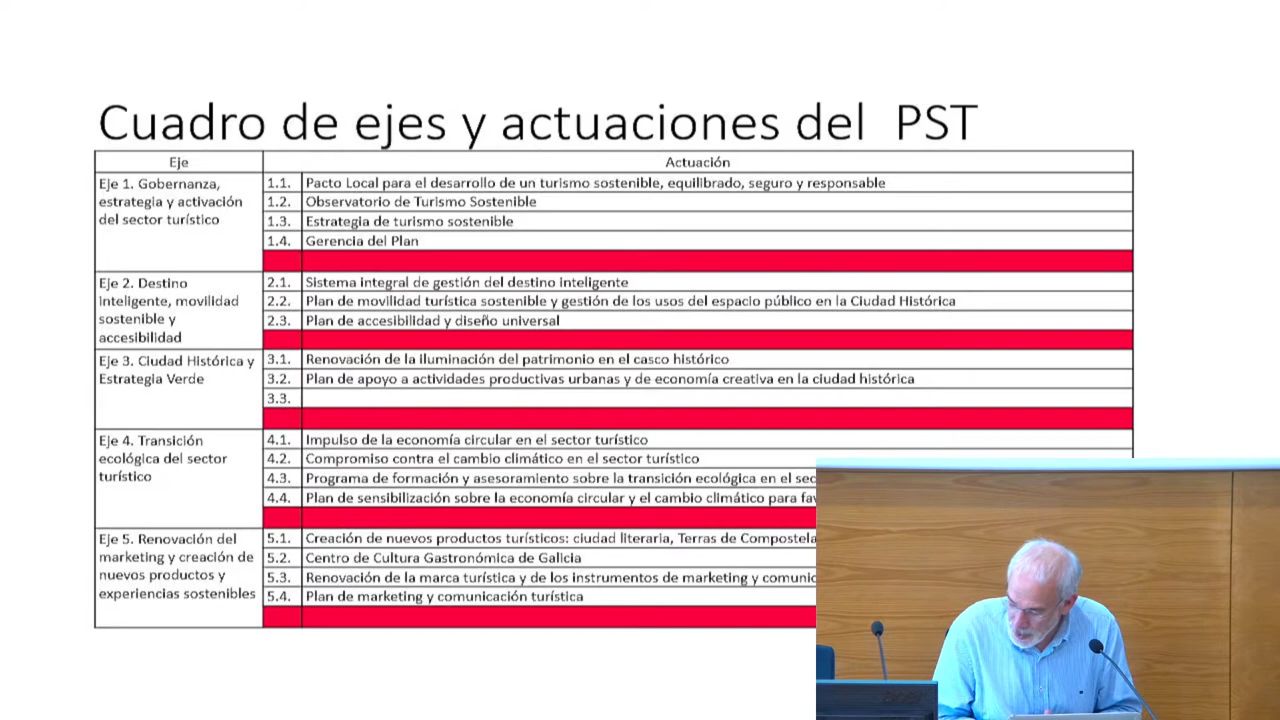 Cuadro de ejes y actuaciones del PST
Eje Actuación
Eje 1. Gobernanza,
estrategia y activación
del sector turístico
1.1. Pacto Local para el desarrollo de un turismo sostenible, equilibrado, seguro y responsable
1.2. Observatorio de Turismo Sostenible
1.3. Estrategia de turismo sostenible
1.4. Gerencia del Plan
Eje 2. Destino
inteligente, movilidad
sostenible y
accesibilidad
2.1. Sistema integral de gestión del destino inteligente
2.2. Plan de movilidad turística sostenible y gestión de los usos del espacio público en la Ciudad Histórica
2.3. Plan de accesibilidad y diseño universal
Eje 3. Ciudad Histórica y
Estrategia Verde
3.1. Renovación de la iluminación del patrimonio en el casco histórico
3.2. Plan de apoyo a actividades productivas urbanas y de economía creativa en la ciudad histórica
3.3.
Eje 4. Transición
ecológica del sector
turístico
4.1. Impulso de la economía circular en el sector turístico
4.2. Compromiso contra el cambio climático en el sector turístico
4.3. Programa de formación y asesoramiento sobre la transición ecológica en el sec
4.4. Plan de sensibilización sobre la economía circular y el cambio climático para fav
Eje 5. Renovación del
marketing y creación de
nuevos productos y
experiencias sostenibles
5.1. Creación de nuevos productos turísticos: ciudad literaria, Terras de Compostela
5.2. Centro de Cultura Gastronómica de Galicia
5.3. Renovación de la marca turística y de los instrumentos de marketing y comunic
5.4. Plan de marketing y comunicación turística
acer